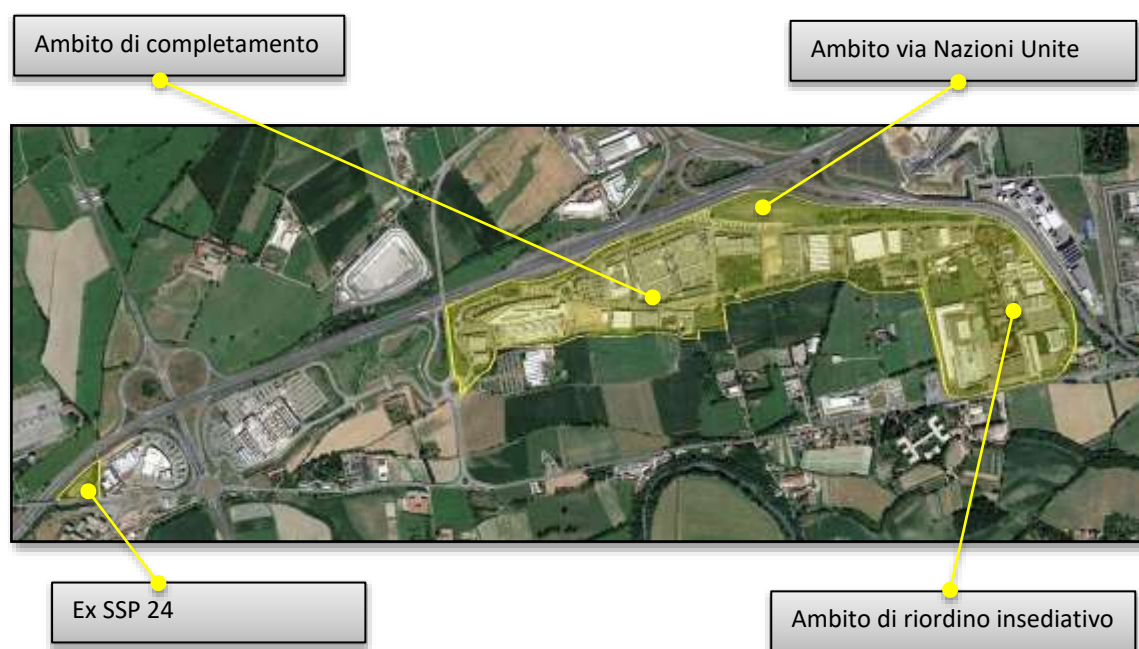 Ambito di completamento
Ambito via Nazioni Unite
Ex SSP 24
Ambito di riordino insediativo